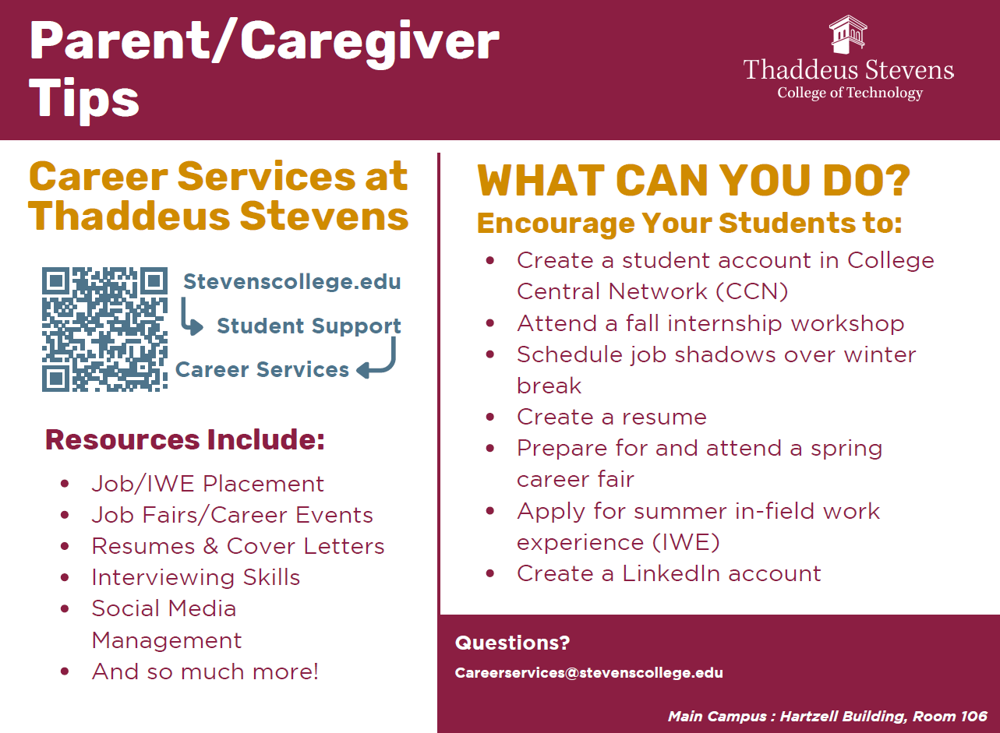 Parent/Caregiver
Tips
Thaddeus Stevens
College of Technology
Career Services at
Thaddeus Stevens
Stevenscollege.edu
Student Support
Career Services
Resources Include:
• Job/IWE Placement
• Job Fairs/Career Events
• Resumes & Cover Letters
• Interviewing Skills
• Social Media
Management
• And so much more!
WHAT CAN YOU DO?
Encourage Your Students to:
• Create a student account in College
Central Network (CCN)
• Attend a fall internship workshop
• Schedule job shadows over winter
break
• Create a resume
• Prepare for and attend a spring
career fair
• Apply for summer in-field work
experience (IWE)
• Create a LinkedIn account
Questions?
Careerservices@stevenscollege.edu
Main Campus : Hartzell Building, Room 106